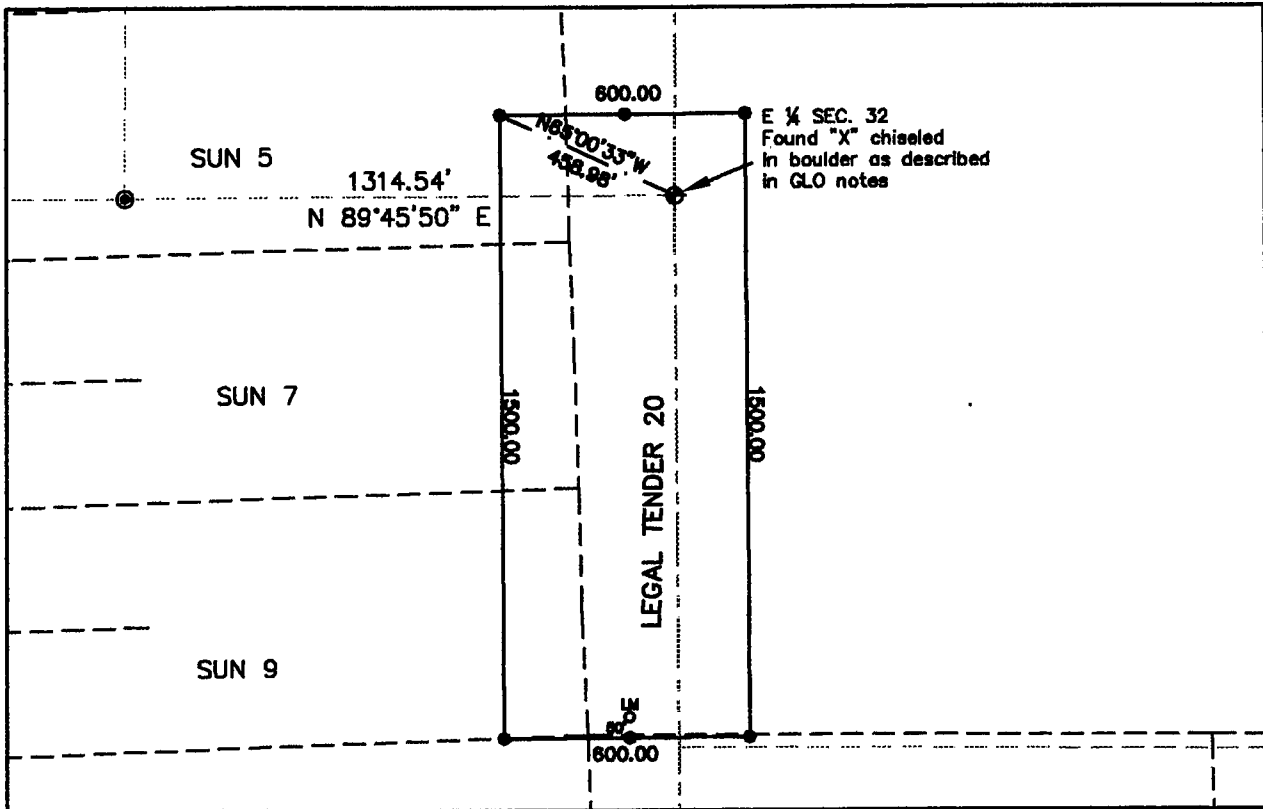 600.00
E ¼ SEC. 32
Found "X" chiseled
in boulder as described
in GLO notes
N65°00'33"W
458.98'
SUN 5
1314.54'
N 89°45'50" E
SUN 7
1500.00
LEGAL TENDER 20
1500.00
SUN 9
LM
50'
600.00